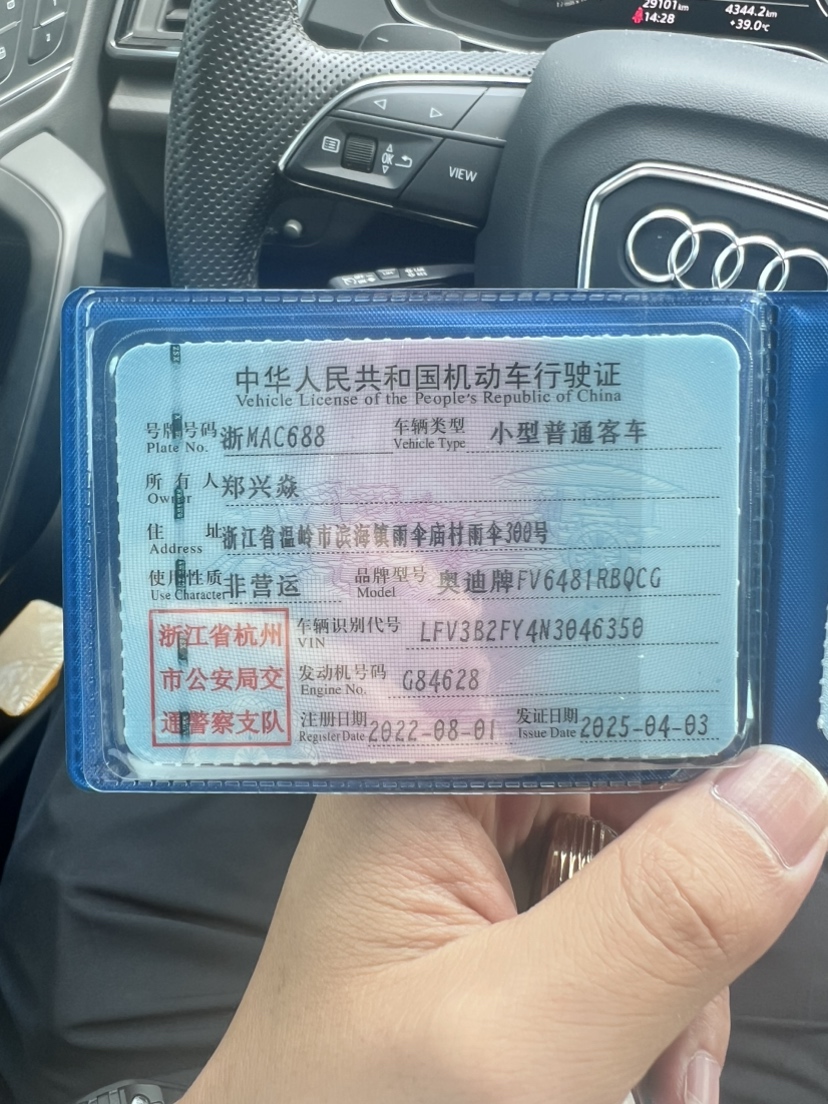 29101km
4344.2km
14:28
+39.0℃
OK
VIEW
中华人民共和国机动车行驶证
Vehicle License of the People's Republic of China
号牌号码 浙MAC688 车辆类型 小型普通客车
Plate No. Vehicle Type
所有人 郑兴焱
Owner
住址 浙江省温岭市滨海镇雨伞庙村雨伞300号
Address
使用性质 非营运 品牌型号 奥迪牌FV6481RBQCG
Use Character Model
浙江省杭州
市公安局交
通警察支队
车辆识别代号 LFV3B2FY4N3046350
VIN
发动机号码 G84628
Engine No.
注册日期 2022-08-01 发证日期 2025-04-03
Register Date Issue Date